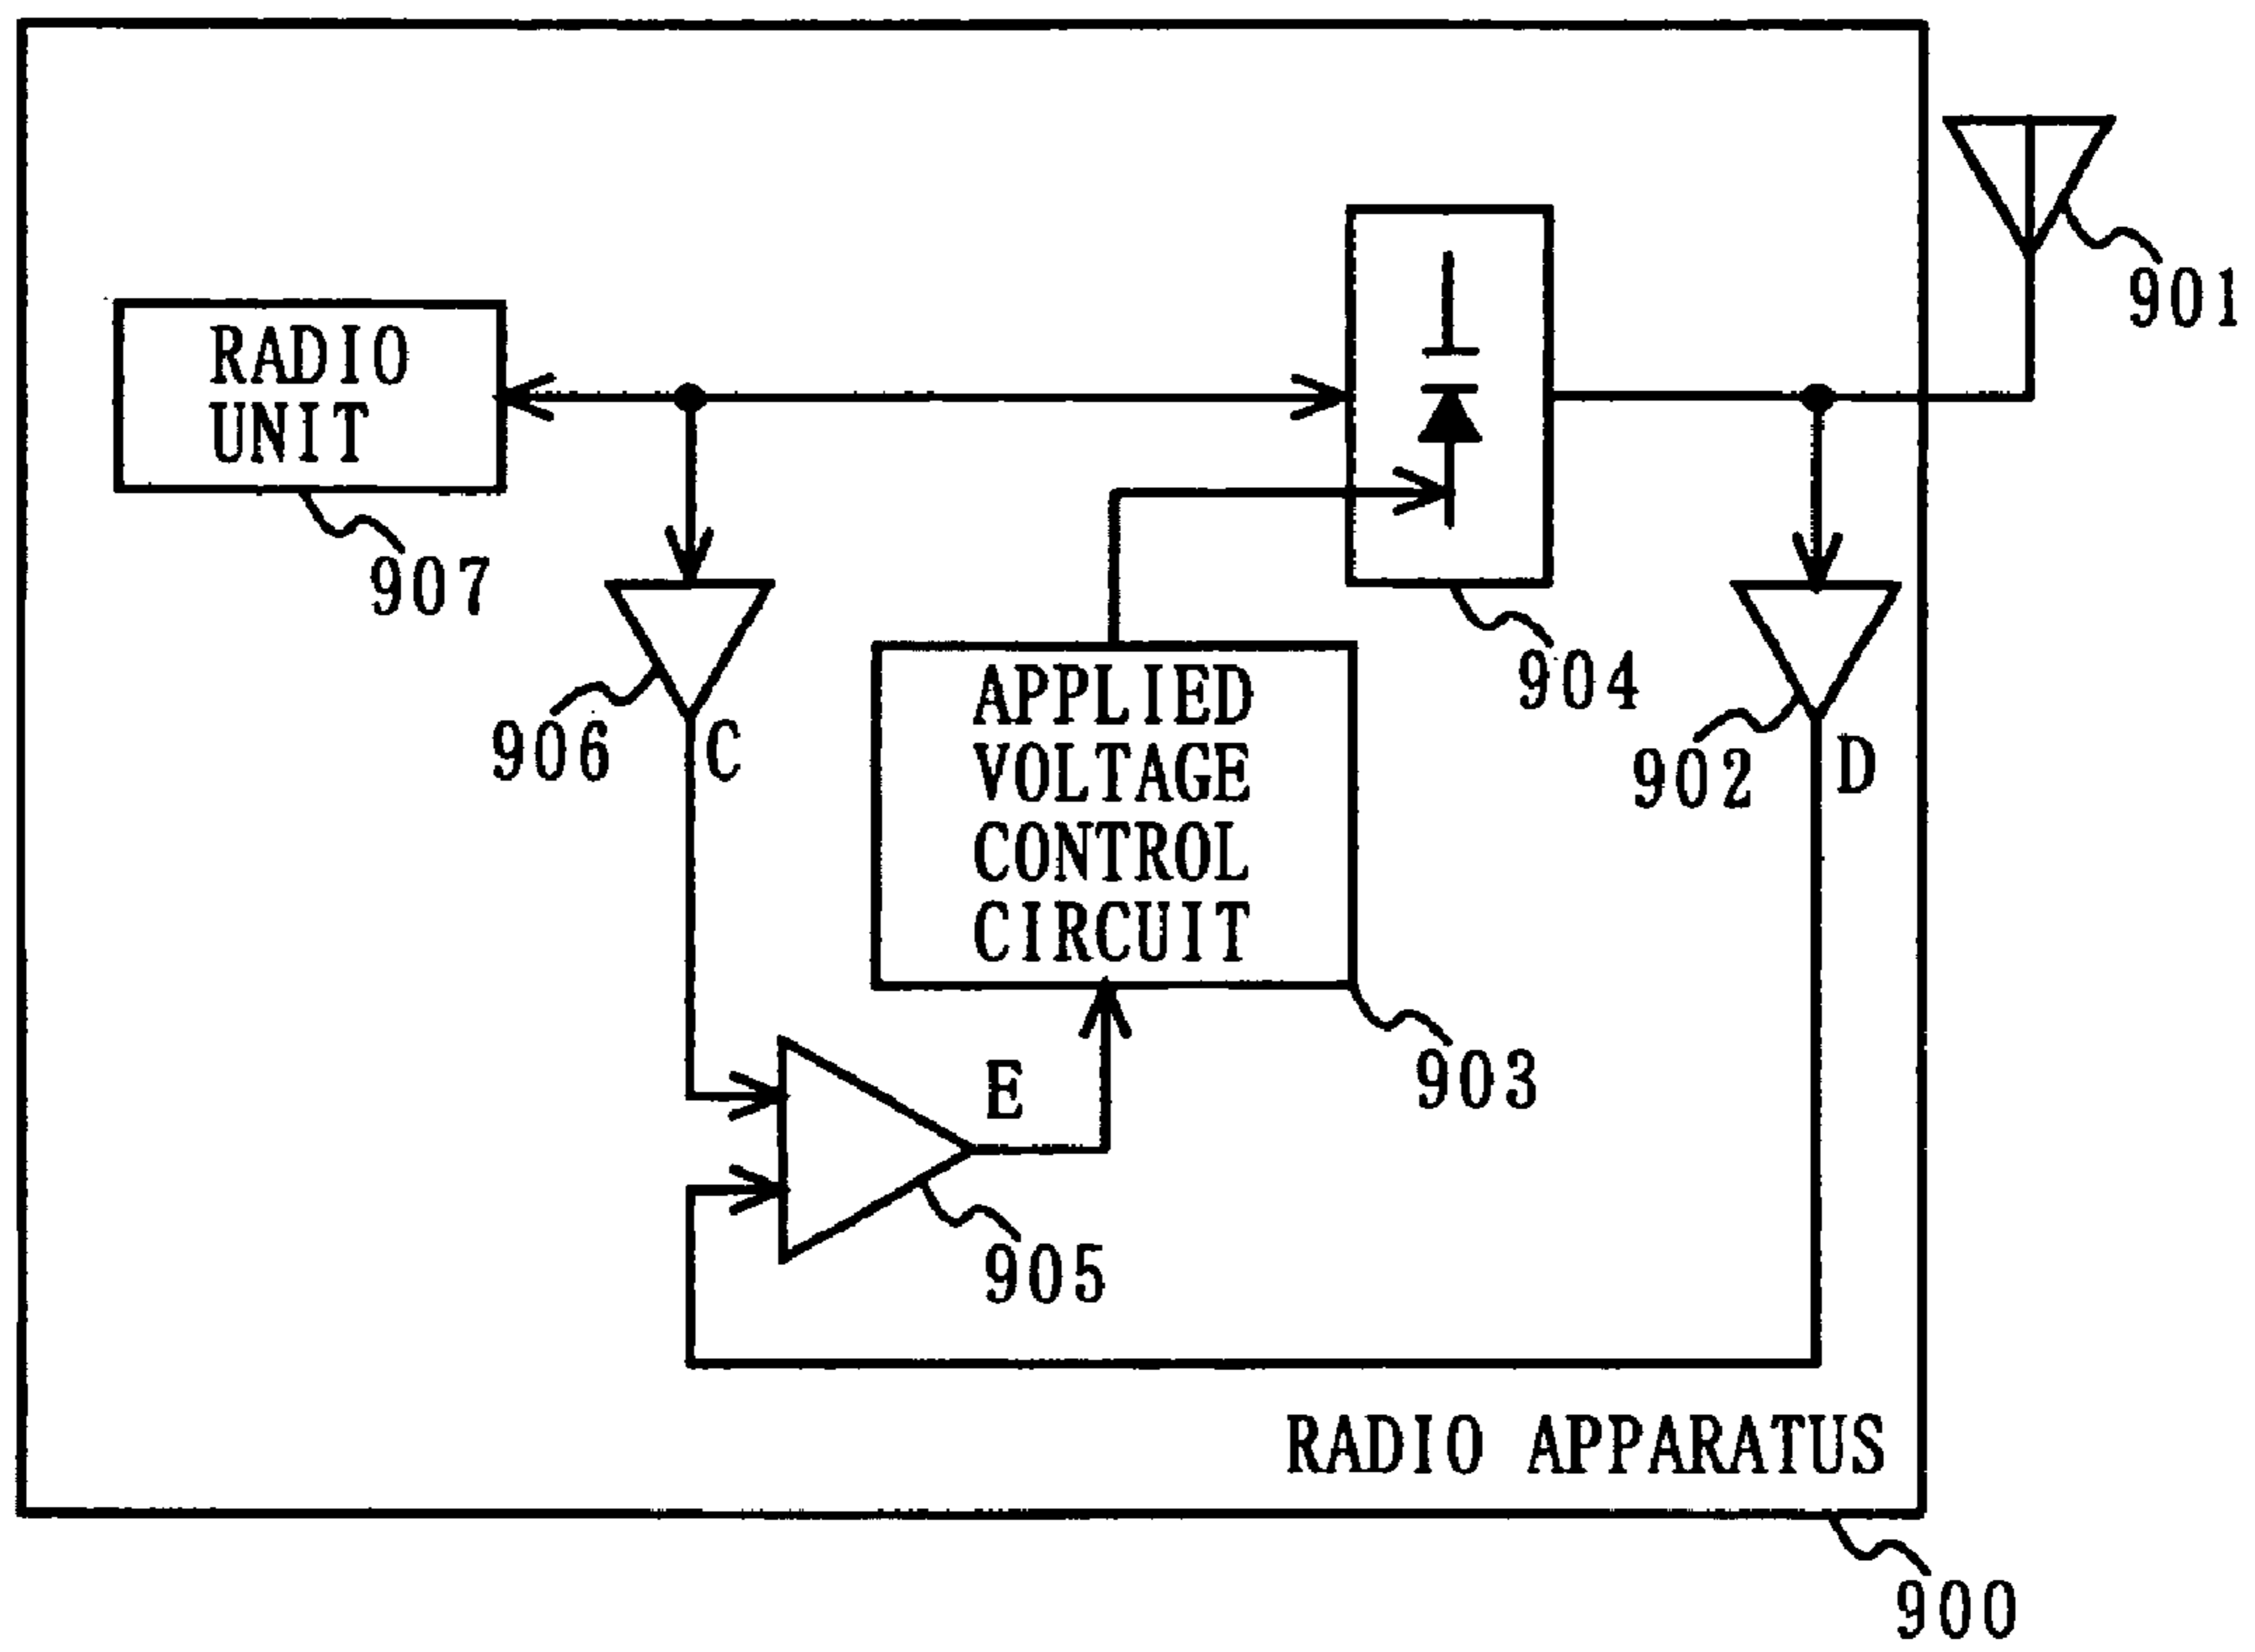 901
RADIO
UNIT
907
904
906
C
APPLIED
VOLTAGE
CONTROL
CIRCUIT
902
D
903
E
905
RADIO APPARATUS
900